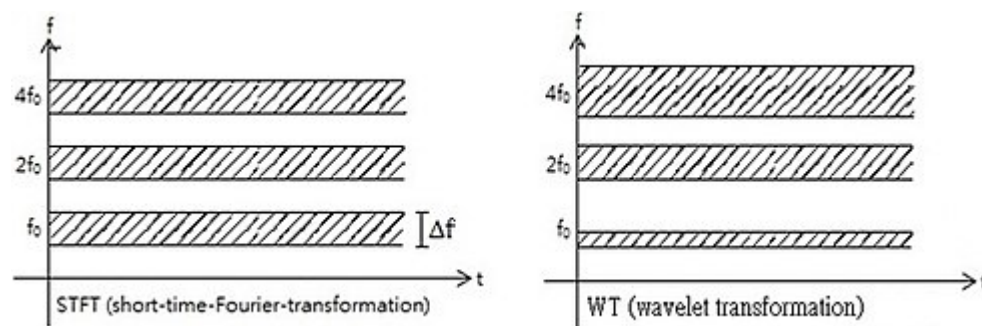 f
4f₀
2f₀
f₀
Δf
t
STFT (short-time-Fourier-transformation)
f
4f₀
2f₀
f₀
t
WT (wavelet transformation)